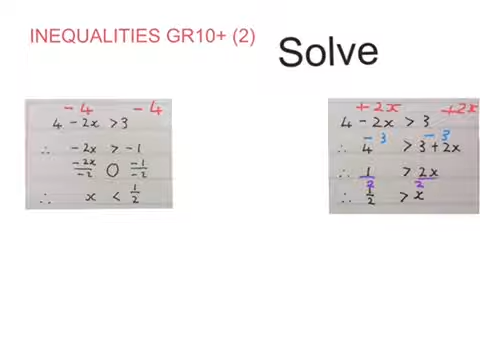 INEQUALITIES GR10+ (2)
Solve
-4 -4
4 - 2x > 3
∴ -2x > -1
-2x/-2 O -1/-2
∴ x < 1/2
+2x +2x
4 - 2x > 3
-3 -3
∴ 4 > 3 + 2x
∴ 1/2 > 2x/2
∴ 1/2 > x